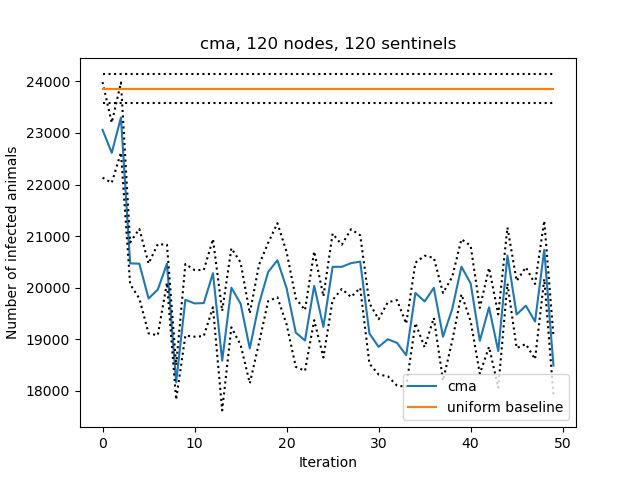 cma, 120 nodes, 120 sentinels
Number of infected animals
24000
23000
22000
21000
20000
19000
18000
0 10 20 30 40 50
Iteration
cma
uniform baseline